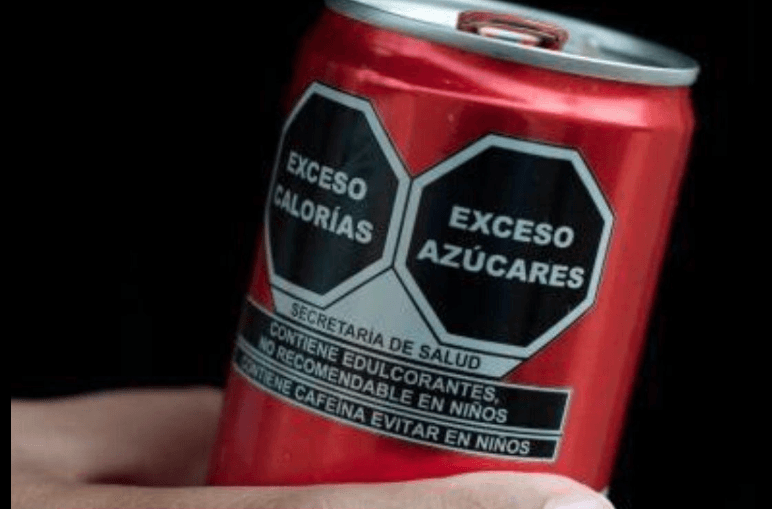 EXCESO
CALORÍAS
EXCESO
AZÚCARES
SECRETARÍA DE SALUD
CONTIENE EDULCORANTES,
NO RECOMENDABLE EN NIÑOS
CONTIENE CAFEÍNA EVITAR EN NIÑOS